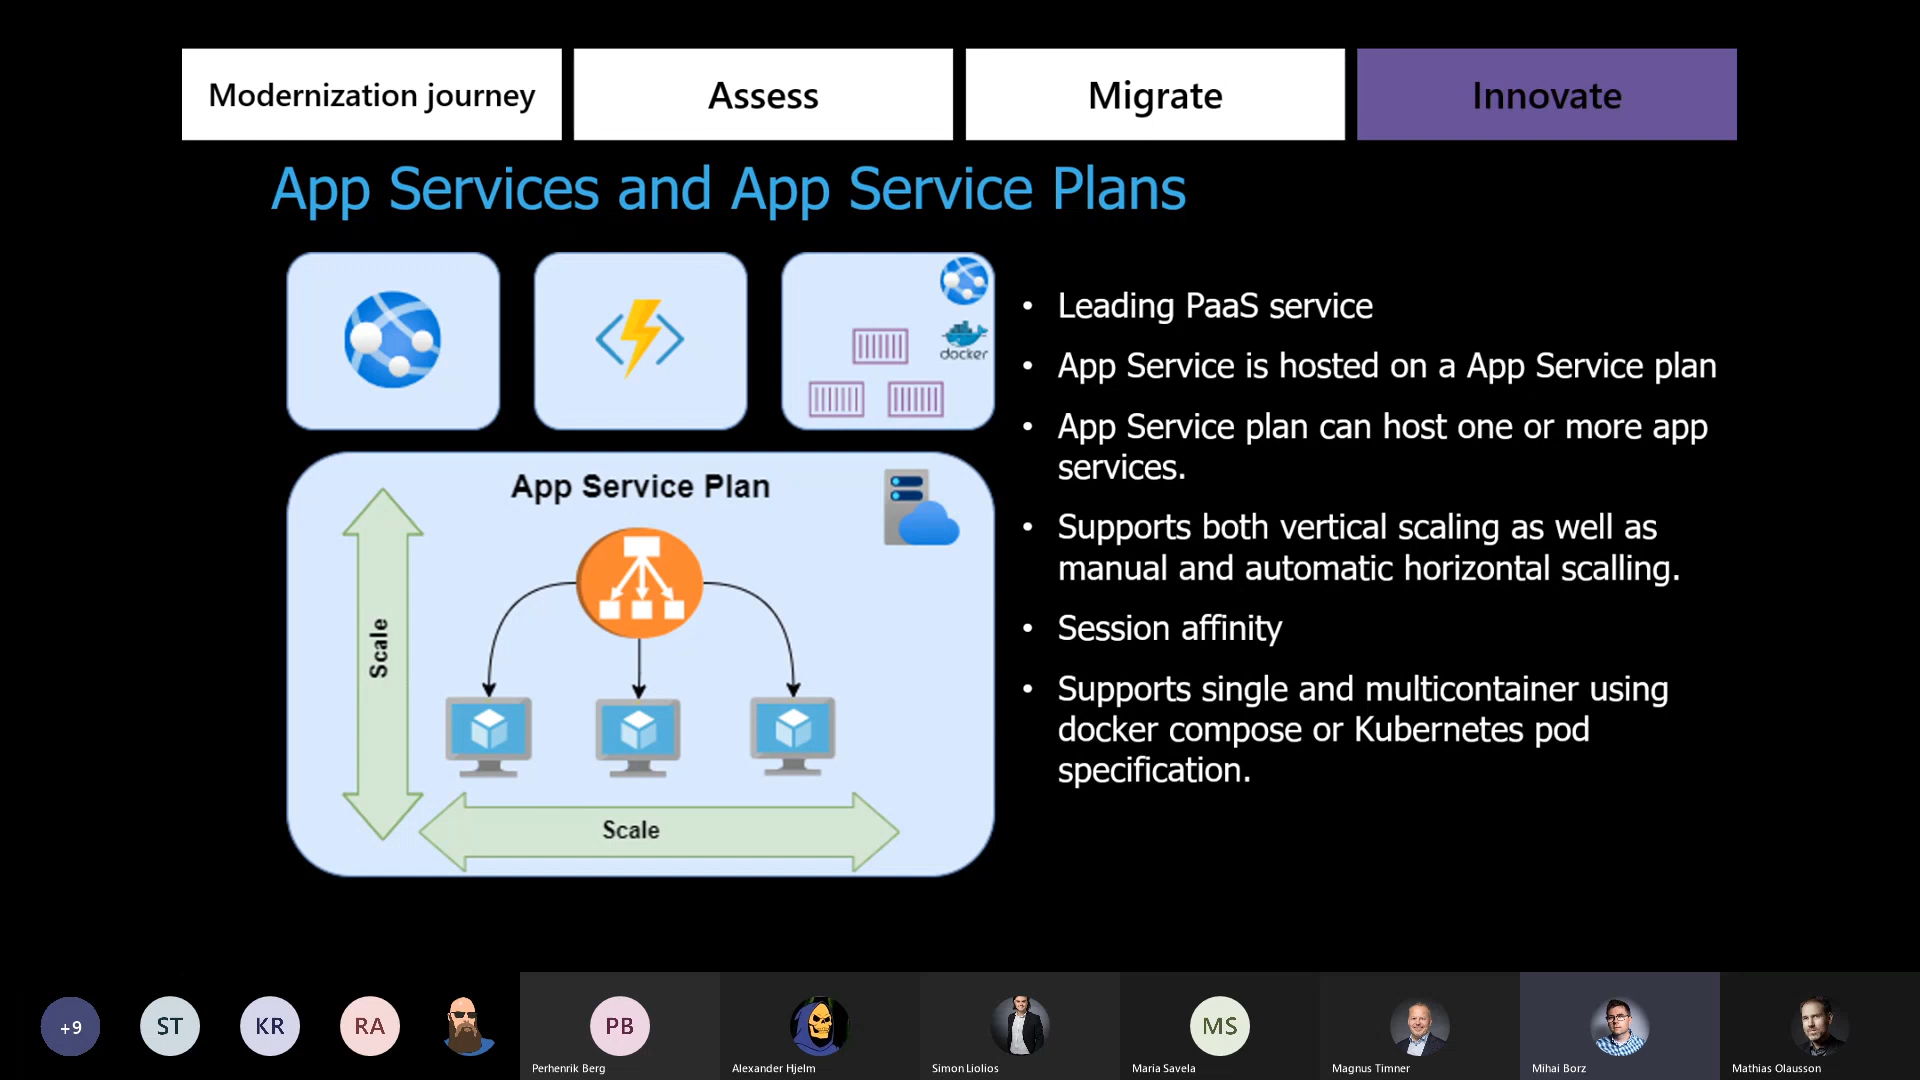 Modernization journey
Assess
Migrate
Innovate
App Services and App Service Plans
docker
App Service Plan
Scale
Scale
• Leading PaaS service
• App Service is hosted on a App Service plan
• App Service plan can host one or more app
services.
• Supports both vertical scaling as well as
manual and automatic horizontal scalling.
• Session affinity
• Supports single and multicontainer using
docker compose or Kubernetes pod
specification.
+9
ST
KR
RA
PB
MS
Perhenrik Berg
Alexander Hjelm
Simon Liolios
Maria Savela
Magnus Timner
Mihai Borz
Mathias Olausson